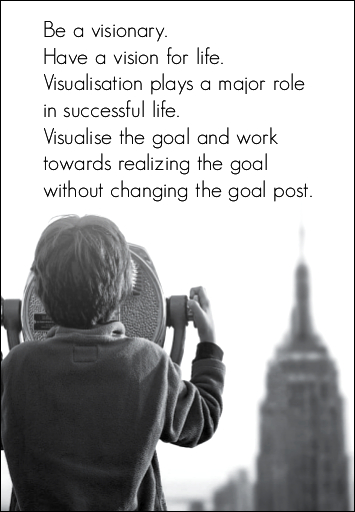 Be a visionary.
Have a vision for life.
Visualisation plays a major role
in successful life.
Visualise the goal and work
towards realizing the goal
without changing the goal post.